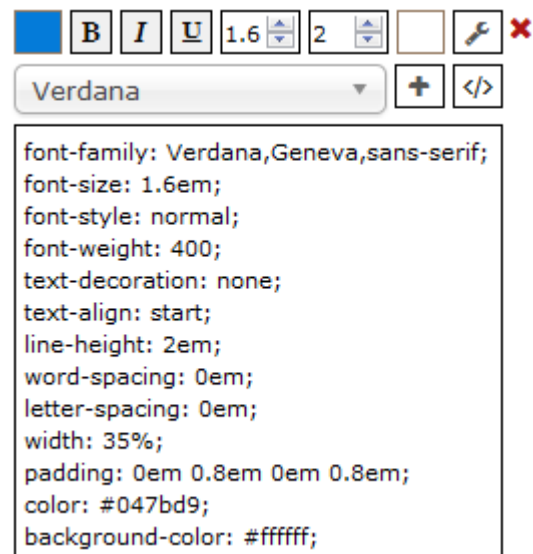 B I U 1.6 2
Verdana + </>
font-family: Verdana,Geneva,sans-serif;
font-size: 1.6em;
font-style: normal;
font-weight: 400;
text-decoration: none;
text-align: start;
line-height: 2em;
word-spacing: 0em;
letter-spacing: 0em;
width: 35%;
padding: 0em 0.8em 0em 0.8em;
color: #047bd9;
background-color: #ffffff;